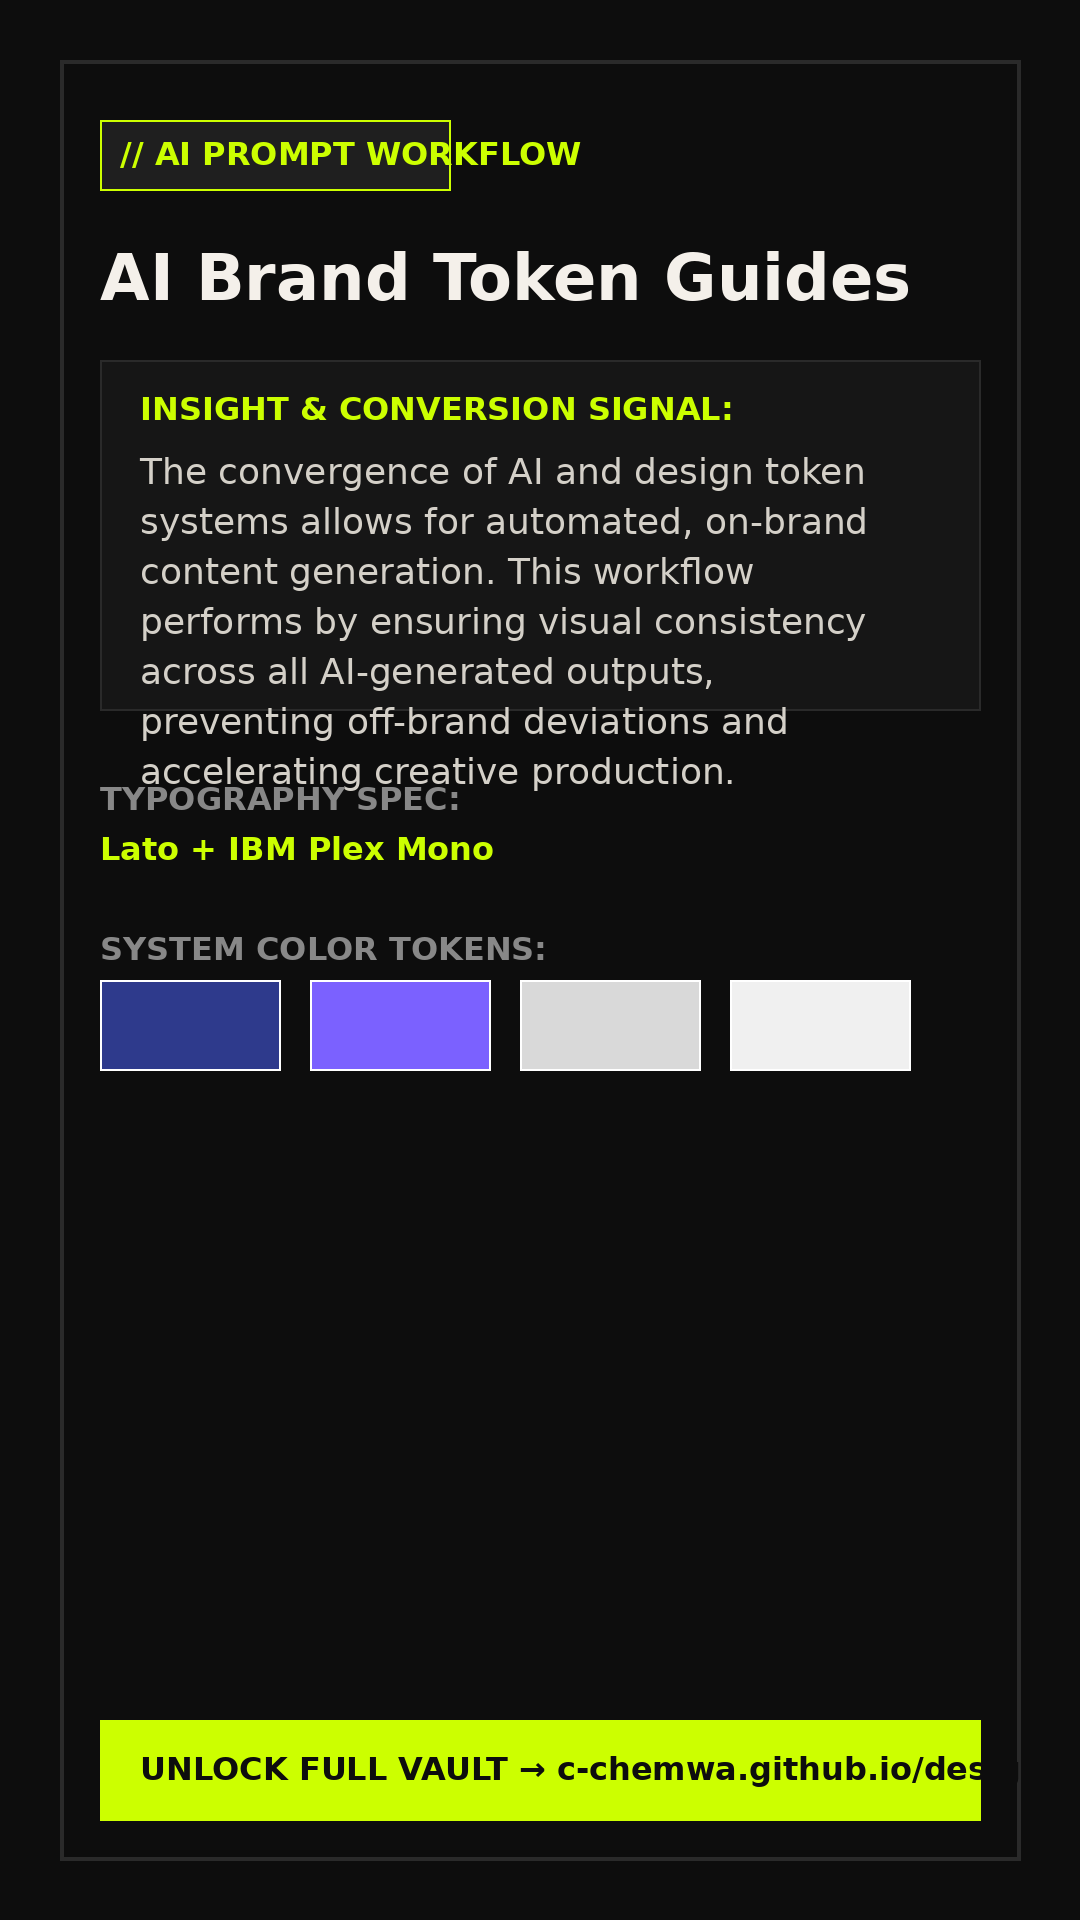 // AI PROMPT WORKFLOW
AI Brand Token Guides
INSIGHT & CONVERSION SIGNAL:
The convergence of AI and design token
systems allows for automated, on-brand
content generation. This workflow
performs by ensuring visual consistency
across all AI-generated outputs,
preventing off-brand deviations and
accelerating creative production.
TYPOGRAPHY SPEC:
Lato + IBM Plex Mono
SYSTEM COLOR TOKENS:
UNLOCK FULL VAULT → c-chemwa.github.io/des